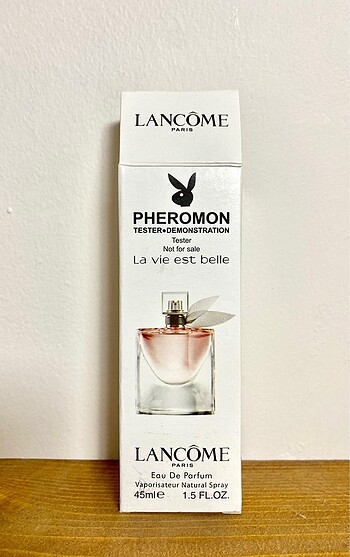 LANCÔME
PARIS
PHEROMON
TESTER•DEMONSTRATION
Tester
Not for sale
La vie est belle
LANCÔME
PARIS
Eau De Parfum
Vaporisateur Natural Spray
45ml℮ 1.5 FL.OZ.